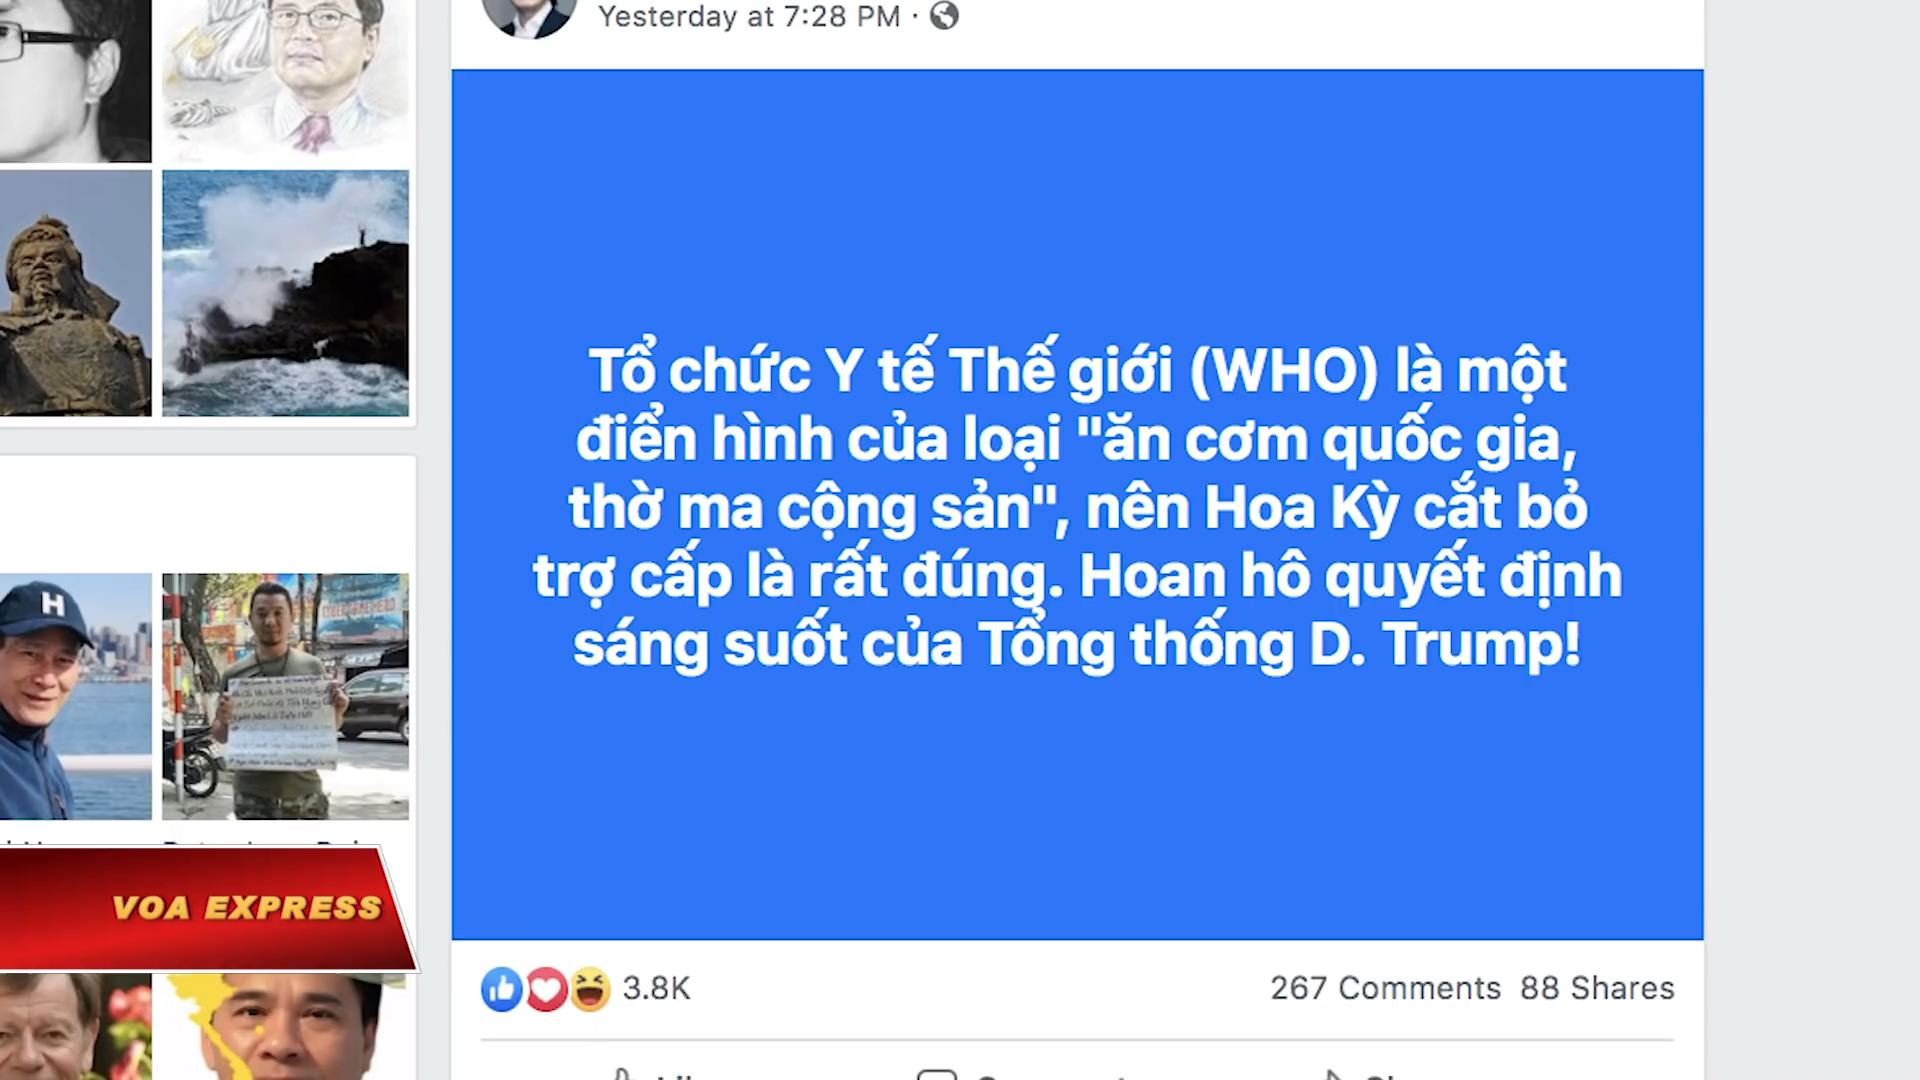 Yesterday at 7:28 PM ·
Tổ chức Y tế Thế giới (WHO) là một
điển hình của loại "ăn cơm quốc gia,
thờ ma cộng sản", nên Hoa Kỳ cắt bỏ
trợ cấp là rất đúng. Hoan hô quyết định
sáng suốt của Tổng thống D. Trump!
3.8K
267 Comments 88 Shares
H
VOA EXPRESS